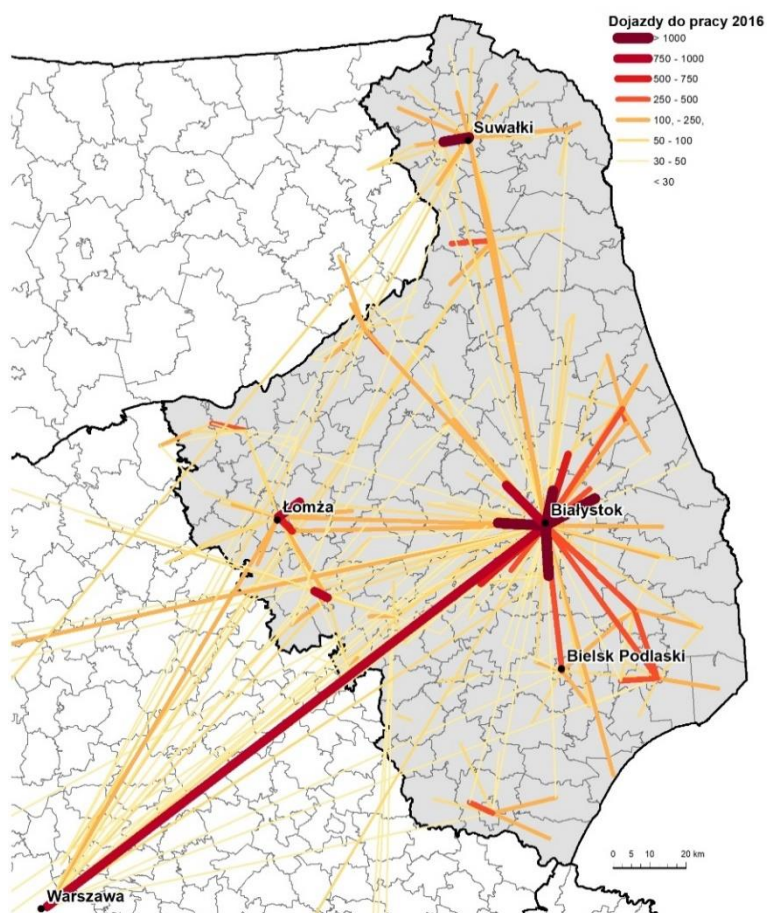 Dojazdy do pracy 2016
> 1000
750 - 1000
500 - 750
250 - 500
100, - 250,
50 - 100
30 - 50
< 30
Suwałki
Łomża
Białystok
Bielsk Podlaski
0 5 10 20 km
Warszawa